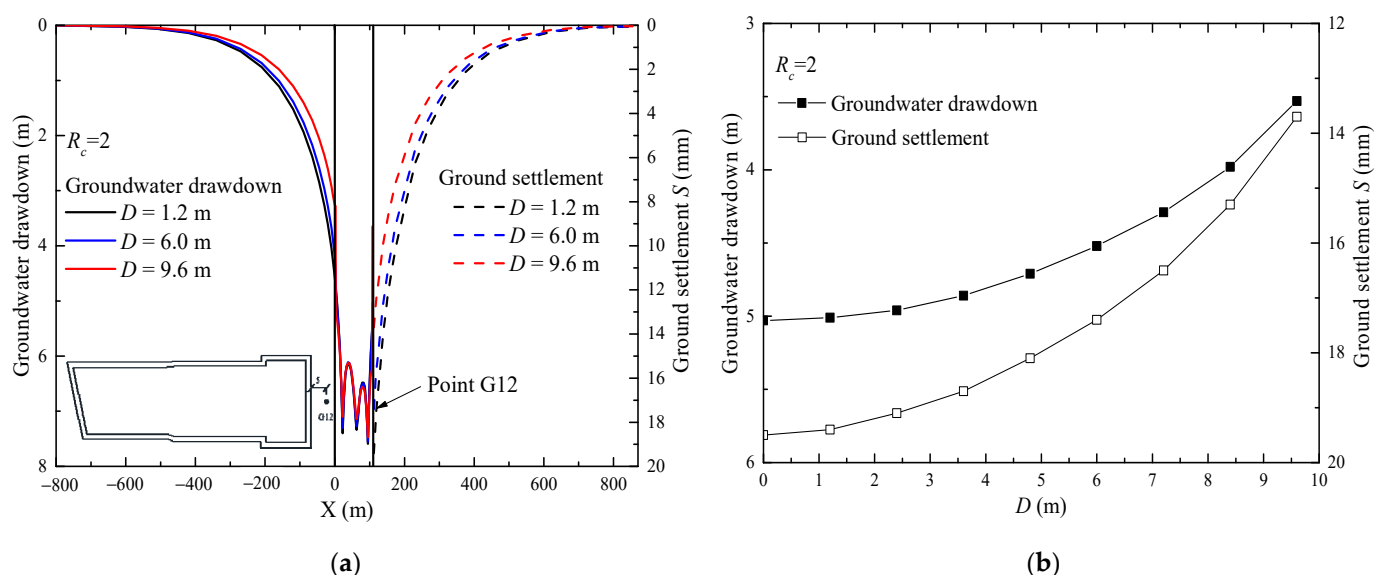 0
2
4
6
8
Groundwater drawdown (m)
R_c=2
Groundwater drawdown
D = 1.2 m
D = 6.0 m
D = 9.6 m
Ground settlement
D = 1.2 m
D = 6.0 m
D = 9.6 m
Point G12
5
G12
0
2
4
6
8
10
12
14
16
18
20
Ground settlement S (mm)
−800 −600 −400 −200 0 200 400 600 800
X (m)
(a)
3
4
5
6
Groundwater drawdown (m)
R_c=2
Groundwater drawdown
Ground settlement
12
14
16
18
20
Ground settlement S (mm)
0 1 2 3 4 5 6 7 8 9 10
D (m)
(b)